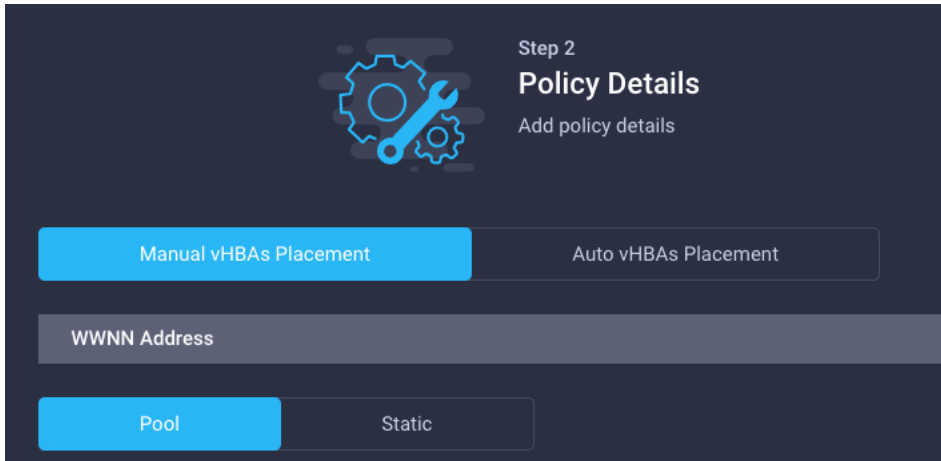 Step 2
Policy Details
Add policy details
Manual vHBAs Placement
Auto vHBAs Placement
WWNN Address
Pool
Static